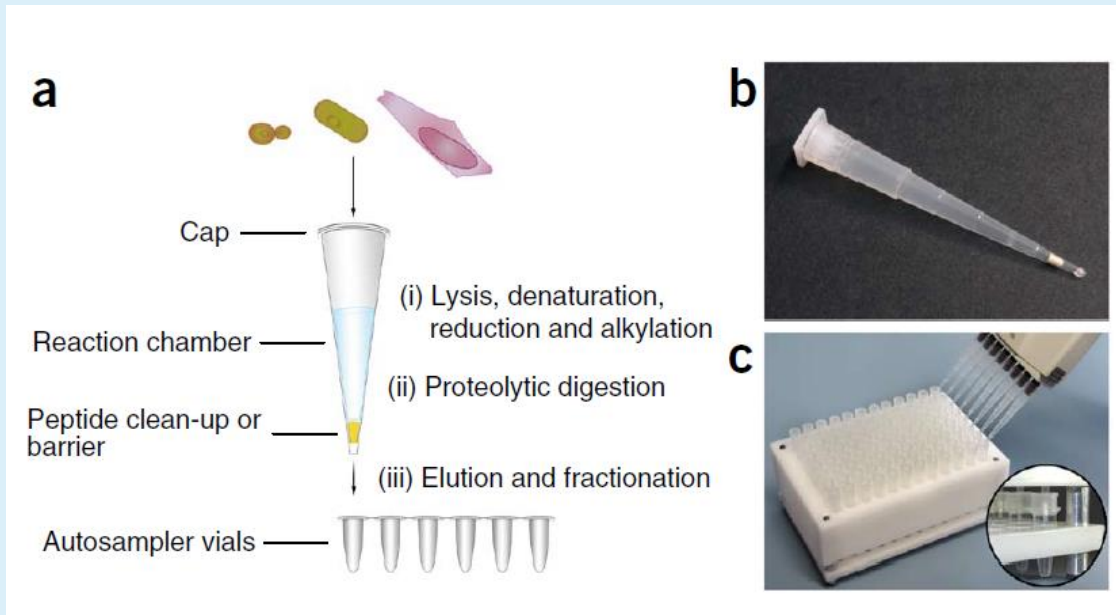 a
Cap
Reaction chamber
Peptide clean-up or
barrier
Autosampler vials
(i) Lysis, denaturation,
reduction and alkylation
(ii) Proteolytic digestion
(iii) Elution and fractionation
b
c